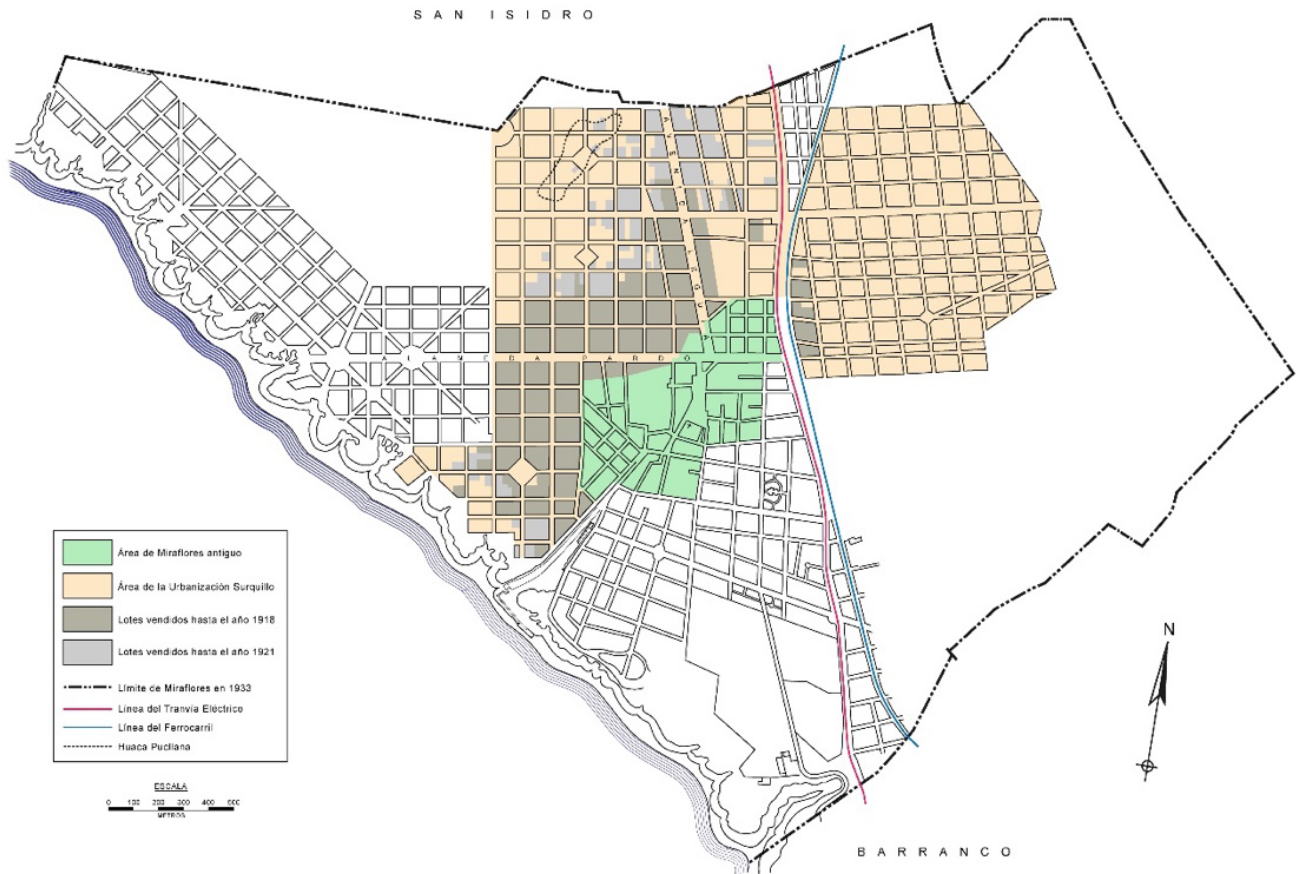 SAN ISIDRO
AVENIDA AREQUIPA
ALAMEDA PARDO
Área de Miraflores antiguo
Área de la Urbanización Surquillo
Lotes vendidos hasta el año 1918
Lotes vendidos hasta el año 1921
Límite de Miraflores en 1933
Línea del Tranvía Eléctrico
Línea del Ferrocarril
Huaca Pucllana
ESCALA
0 100 200 300 400 500
METROS
N
BARRANCO